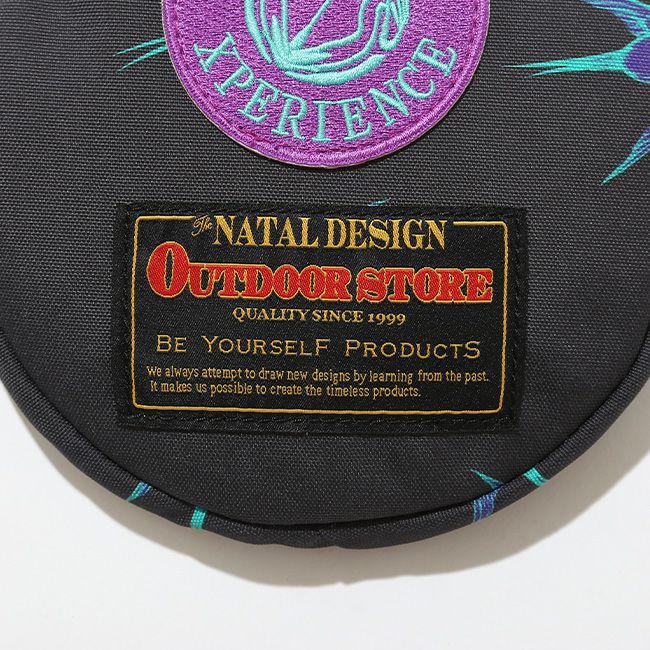 XPERIENCE
The NATAL DESIGN
OUTDOOR STORE
QUALITY SINCE 1999
BE YOURSELF PRODUCTS
We always attempt to draw new designs by learning from the past.
It makes us possible to create the timeless products.